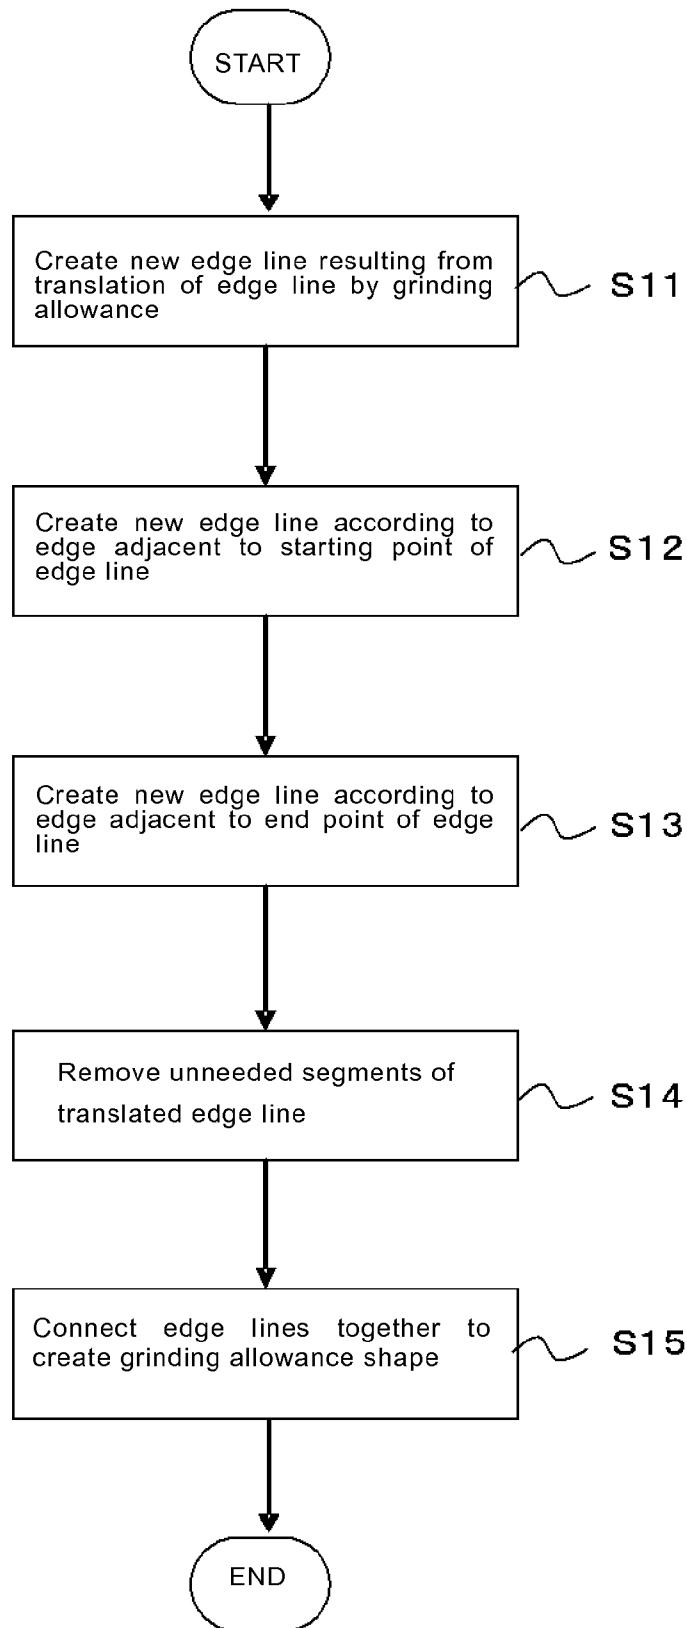 START
Create new edge line resulting from
translation of edge line by grinding
allowance
S11
Create new edge line according to
edge adjacent to starting point of
edge line
S12
Create new edge line according to
edge adjacent to end point of edge
line
S13
Remove unneeded segments of
translated edge line
S14
Connect edge lines together to
create grinding allowance shape
S15
END